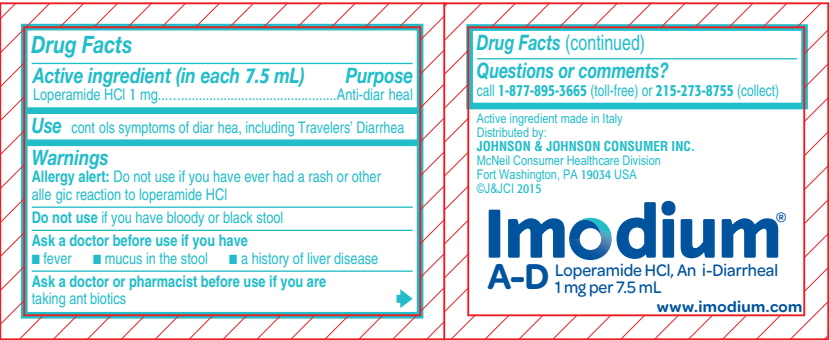 Drug Facts
Active ingredient (in each 7.5 mL) Purpose
Loperamide HCl 1 mg.....................................................Anti-diar heal
Use cont ols symptoms of diar hea, including Travelers' Diarrhea
Warnings
Allergy alert: Do not use if you have ever had a rash or other
alle gic reaction to loperamide HCl
Do not use if you have bloody or black stool
Ask a doctor before use if you have
■ fever ■ mucus in the stool ■ a history of liver disease
Ask a doctor or pharmacist before use if you are
taking ant biotics
Drug Facts (continued)
Questions or comments?
call 1-877-895-3665 (toll-free) or 215-273-8755 (collect)
Active ingredient made in Italy
Distributed by:
JOHNSON & JOHNSON CONSUMER INC.
McNeil Consumer Healthcare Division
Fort Washington, PA 19034 USA
©J&JCI 2015
Imodium®
A-D Loperamide HCl, An i-Diarrheal
1 mg per 7.5 mL
www.imodium.com